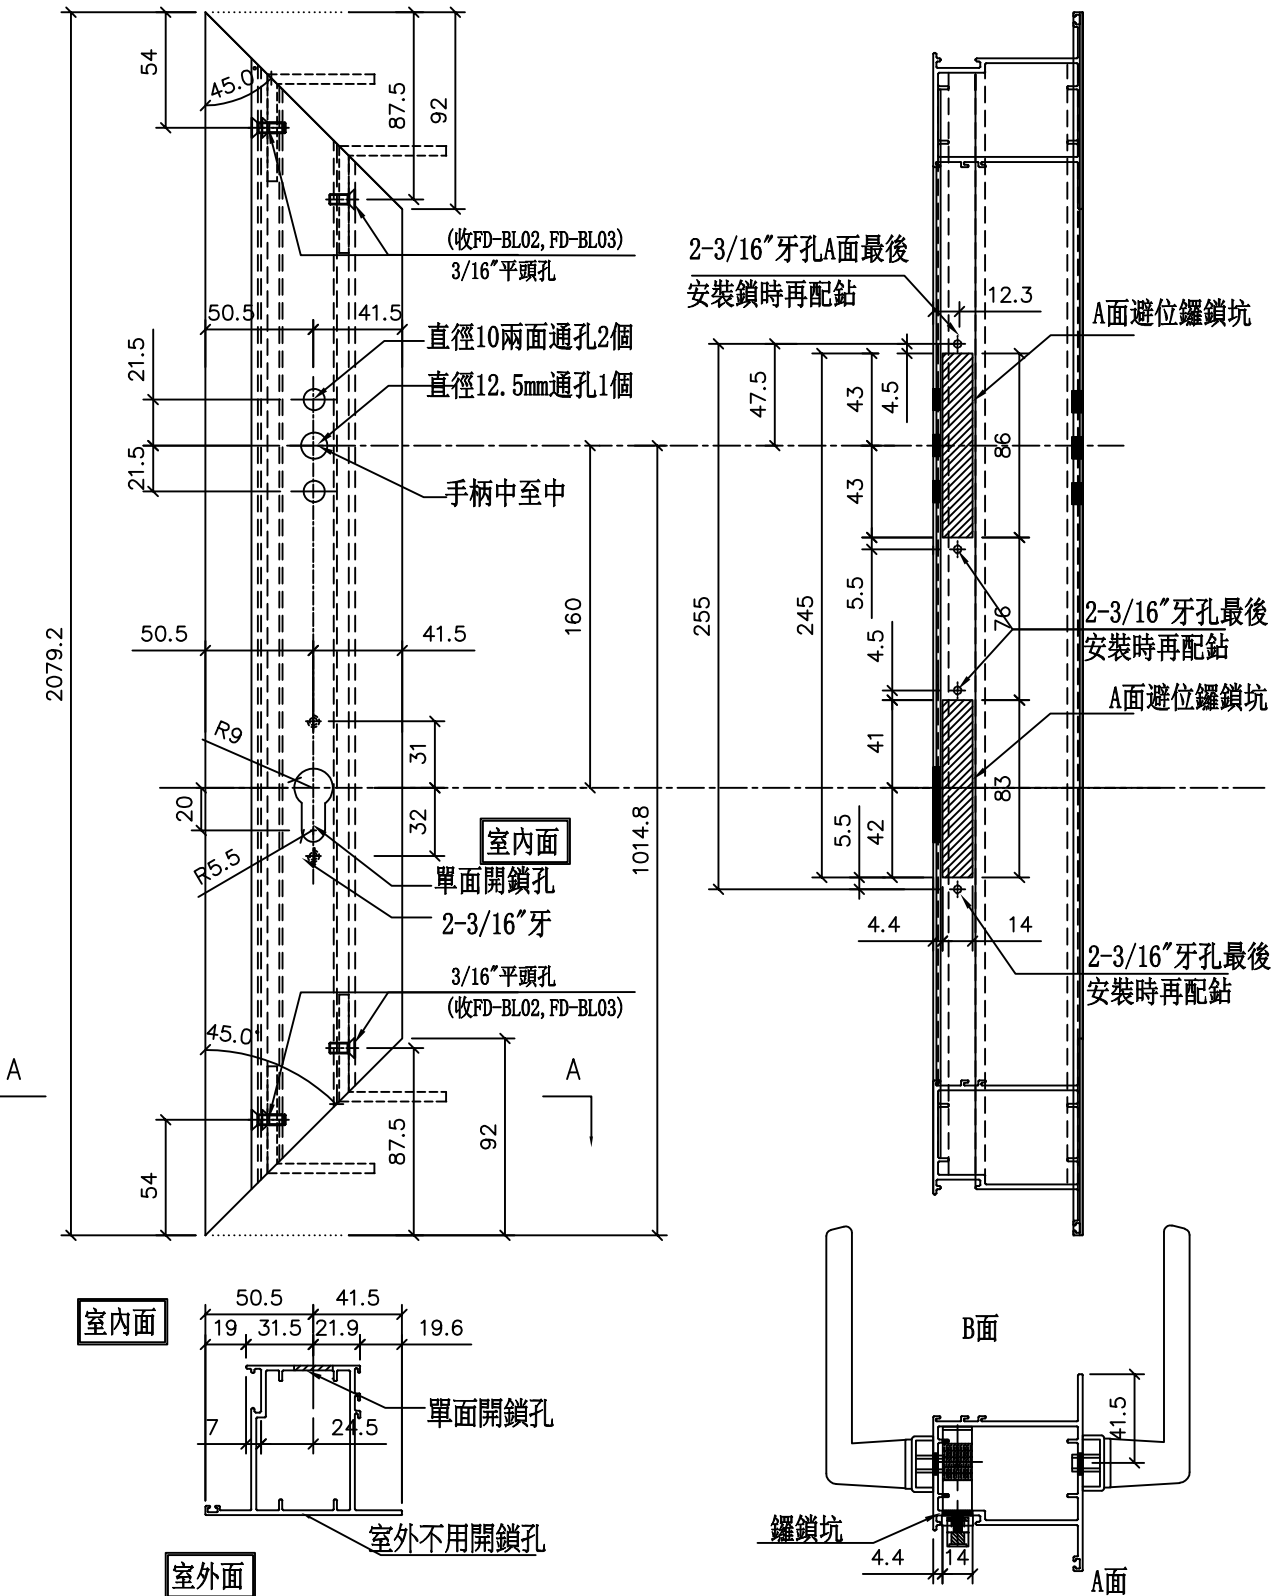 54
45.0°
87.5
92
(收FD-BL02,FD-BL03)
3/16"平頭孔
2-3/16"牙孔A面最後
安裝鎖時再配鉆
12.3
A面避位鑼鎖坑
50.5
41.5
直徑10兩面通孔2個
直徑12.5mm通孔1個
21.5
21.5
手柄中至中
47.5
43
4.5
86
43
5.5
2079.2
50.5
41.5
160
255
245
4.5
76
2-3/16"牙孔最後
安裝時再配鉆
A面避位鑼鎖坑
R9
31
41
83
20
32
R5.5
室內面
1014.8
5.5
42
單面開鎖孔
2-3/16"牙
4.4
14
2-3/16"牙孔最後
安裝時再配鉆
3/16"平頭孔
(收FD-BL02,FD-BL03)
45.0°
A
A
87.5
92
54
室內面
50.5
41.5
19
31.5
21.9
19.6
7
24.5
單面開鎖孔
室外不用開鎖孔
室外面
B面
41.5
鑼鎖坑
4.4
14
A面